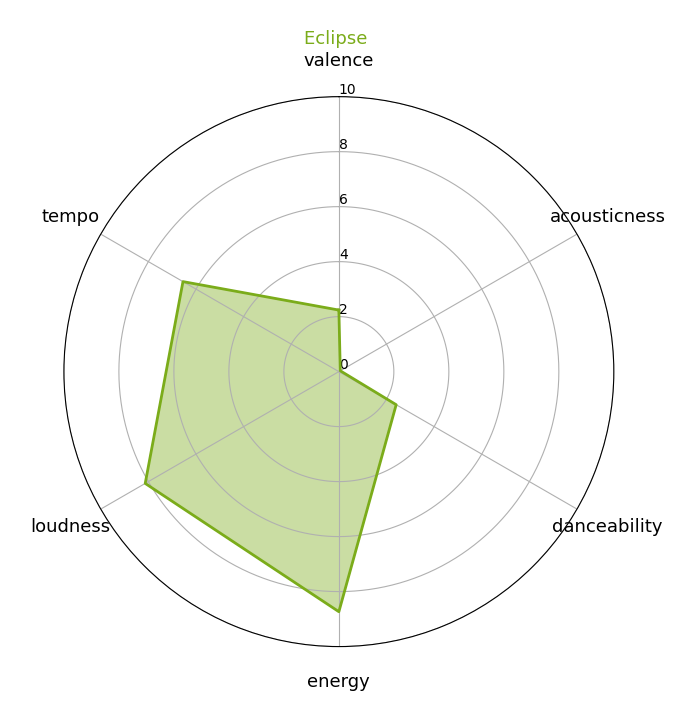 Eclipse
valence
10
8
tempo
6
acousticness
4
2
0
loudness
danceability
energy